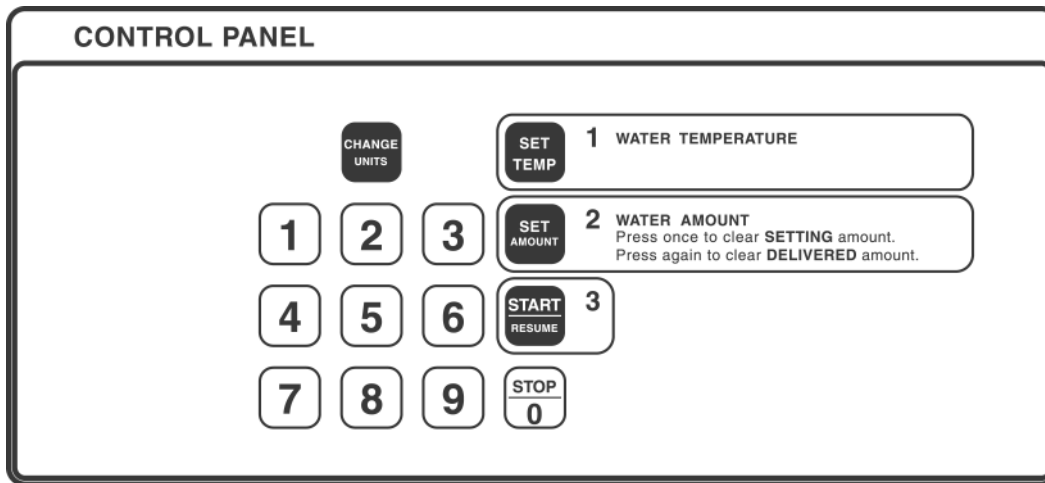 CONTROL PANEL
CHANGE
UNITS
SET
TEMP
1 WATER TEMPERATURE
1 2 3
SET
AMOUNT
2 WATER AMOUNT
Press once to clear SETTING amount.
Press again to clear DELIVERED amount.
4 5 6
START
RESUME
3
7 8 9
STOP
0